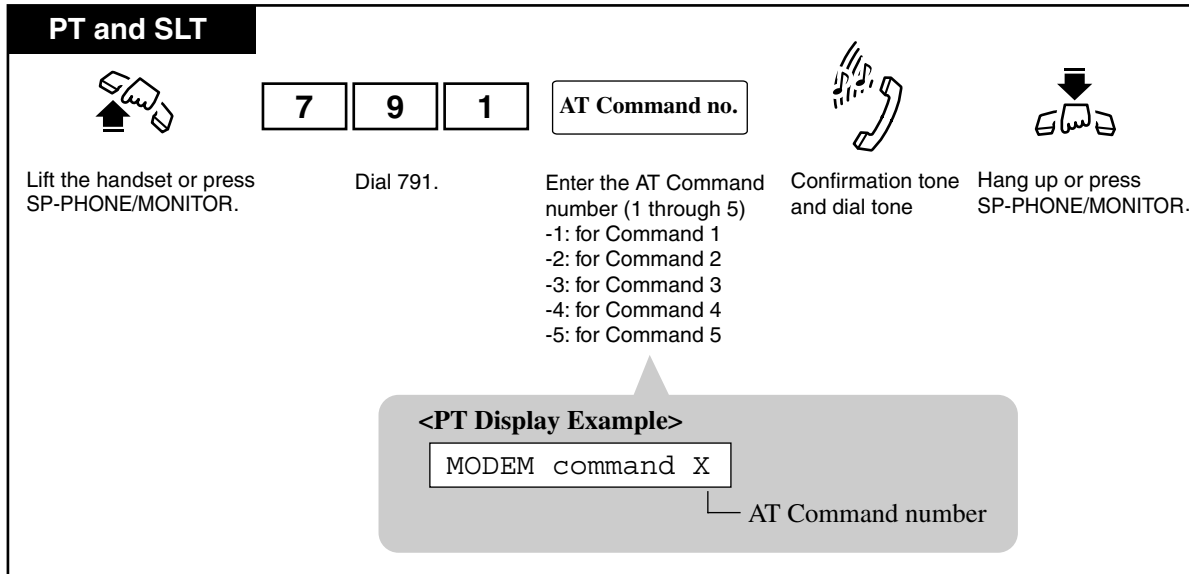 PT and SLT
7 9 1 AT Command no.
Lift the handset or press
SP-PHONE/MONITOR.
Dial 791.
Enter the AT Command
number (1 through 5)
-1: for Command 1
-2: for Command 2
-3: for Command 3
-4: for Command 4
-5: for Command 5
Confirmation tone
and dial tone
Hang up or press
SP-PHONE/MONITOR.
<PT Display Example>
MODEM command X
AT Command number